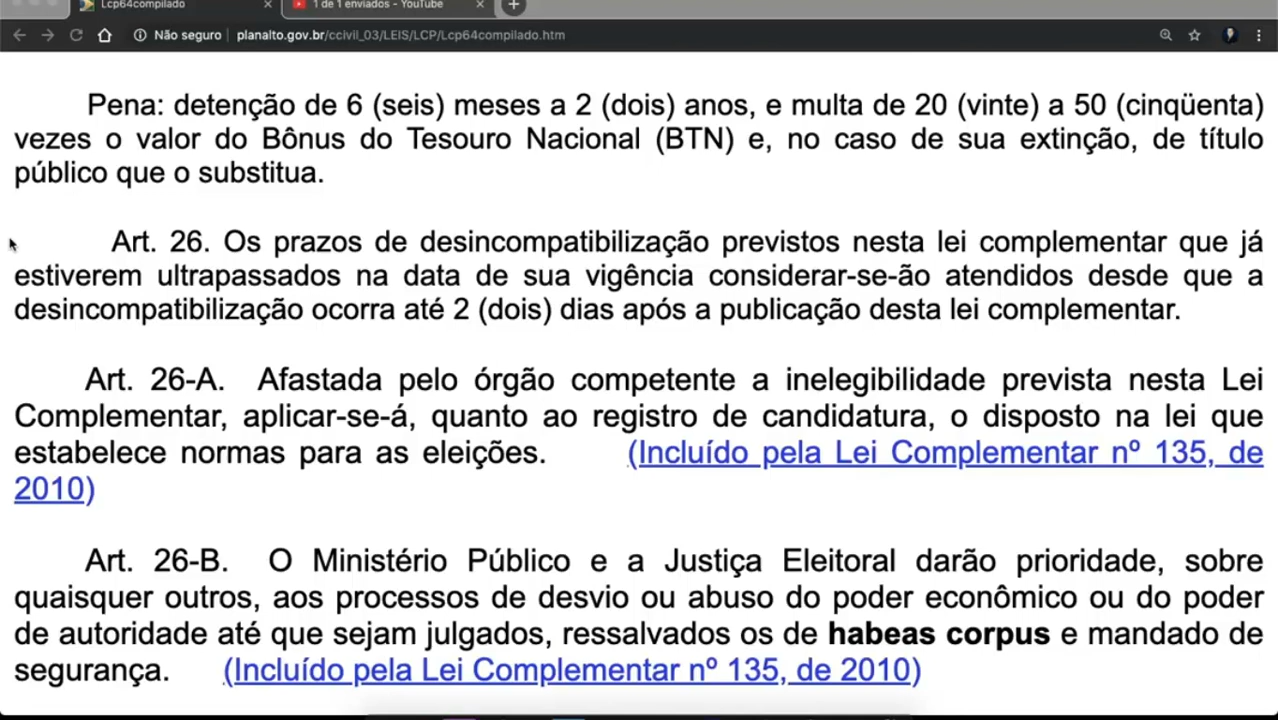 Lcp64compilado
1 de 1 enviados - YouTube
Não seguro | planalto.gov.br/ccivil_03/LEIS/LCP/Lcp64compilado.htm
Pena: detenção de 6 (seis) meses a 2 (dois) anos, e multa de 20 (vinte) a 50 (cinqüenta)
vezes o valor do Bônus do Tesouro Nacional (BTN) e, no caso de sua extinção, de título
público que o substitua.
Art. 26. Os prazos de desincompatibilização previstos nesta lei complementar que já
estiverem ultrapassados na data de sua vigência considerar-se-ão atendidos desde que a
desincompatibilização ocorra até 2 (dois) dias após a publicação desta lei complementar.
Art. 26-A. Afastada pelo órgão competente a inelegibilidade prevista nesta Lei
Complementar, aplicar-se-á, quanto ao registro de candidatura, o disposto na lei que
estabelece normas para as eleições. (Incluído pela Lei Complementar nº 135, de
2010)
Art. 26-B. O Ministério Público e a Justiça Eleitoral darão prioridade, sobre
quaisquer outros, aos processos de desvio ou abuso do poder econômico ou do poder
de autoridade até que sejam julgados, ressalvados os de habeas corpus e mandado de
segurança. (Incluído pela Lei Complementar nº 135, de 2010)